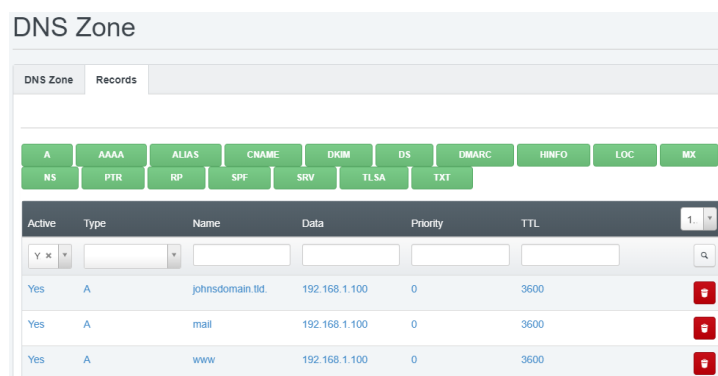 DNS Zone
DNS Zone Records
A AAAA ALIAS CNAME DKIM DS DMARC HINFO LOC MX
NS PTR RP SPF SRV TLSA TXT
Active Type Name Data Priority TTL 1..
Y ×
Yes A johnsdomain.tld. 192.168.1.100 0 3600
Yes A mail 192.168.1.100 0 3600
Yes A www 192.168.1.100 0 3600